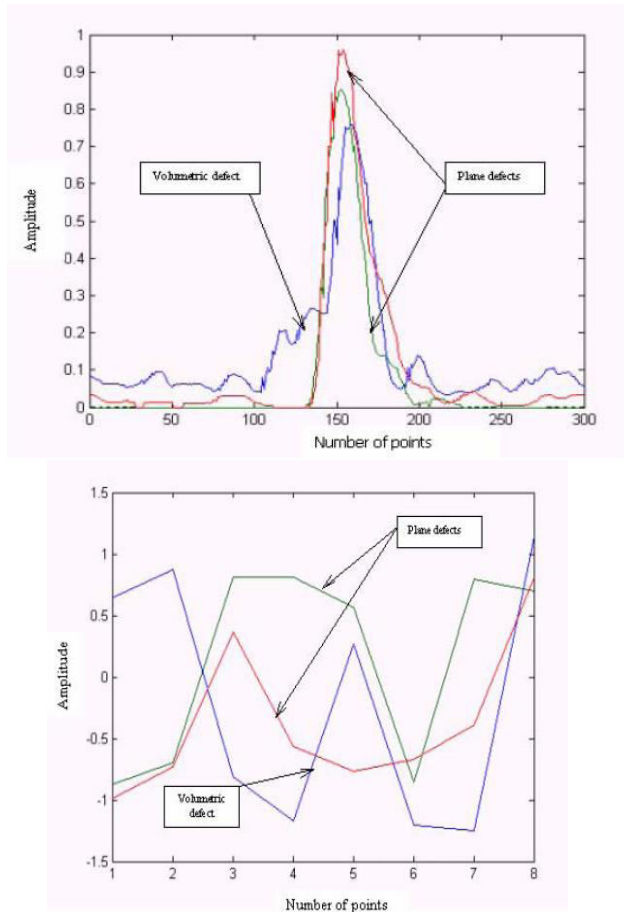 1
0.9
0.8
0.7
0.6
0.5
0.4
0.3
0.2
0.1
0
Amplitude
Volumetric defect
Plane defects
0 50 100 150 200 250 300
Number of points
1.5
1
0.5
0
-0.5
-1
-1.5
Amplitude
Plane defects
Volumetric
defect
1 2 3 4 5 6 7 8
Number of points